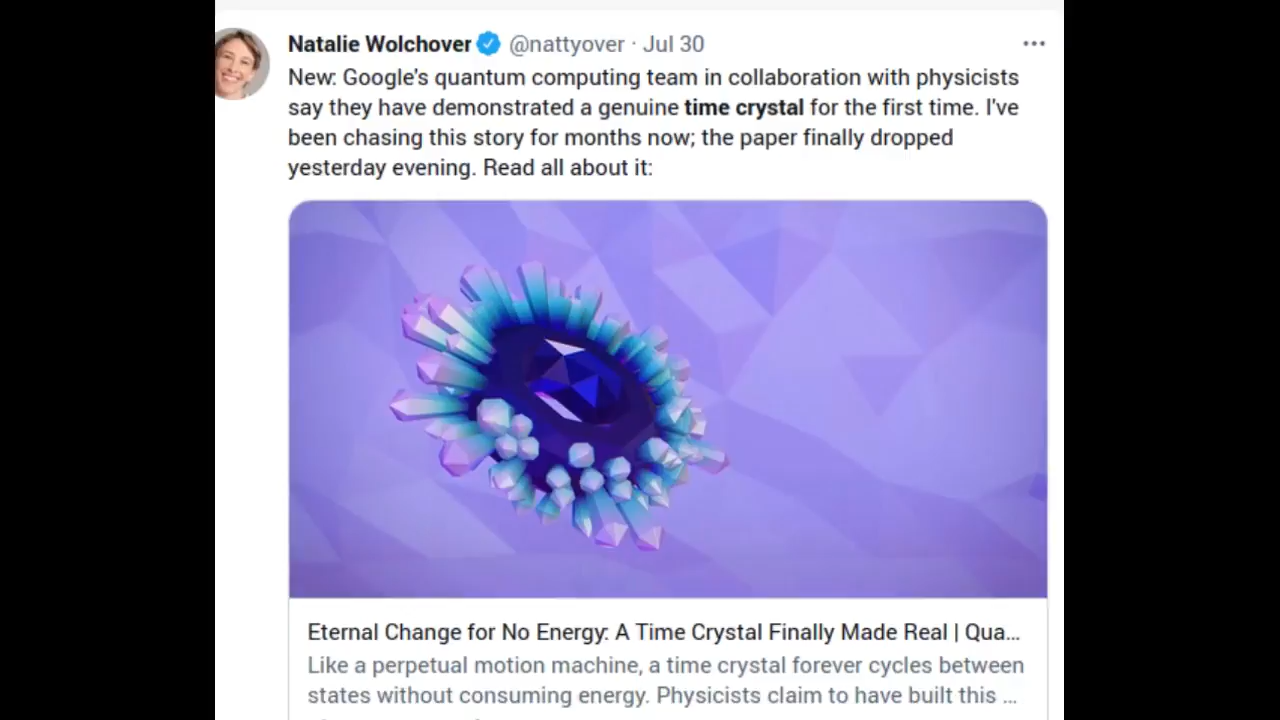 Natalie Wolchover @nattyover · Jul 30
New: Google's quantum computing team in collaboration with physicists
say they have demonstrated a genuine time crystal for the first time. I've
been chasing this story for months now; the paper finally dropped
yesterday evening. Read all about it:
Eternal Change for No Energy: A Time Crystal Finally Made Real | Qua...
Like a perpetual motion machine, a time crystal forever cycles between
states without consuming energy. Physicists claim to have built this ...